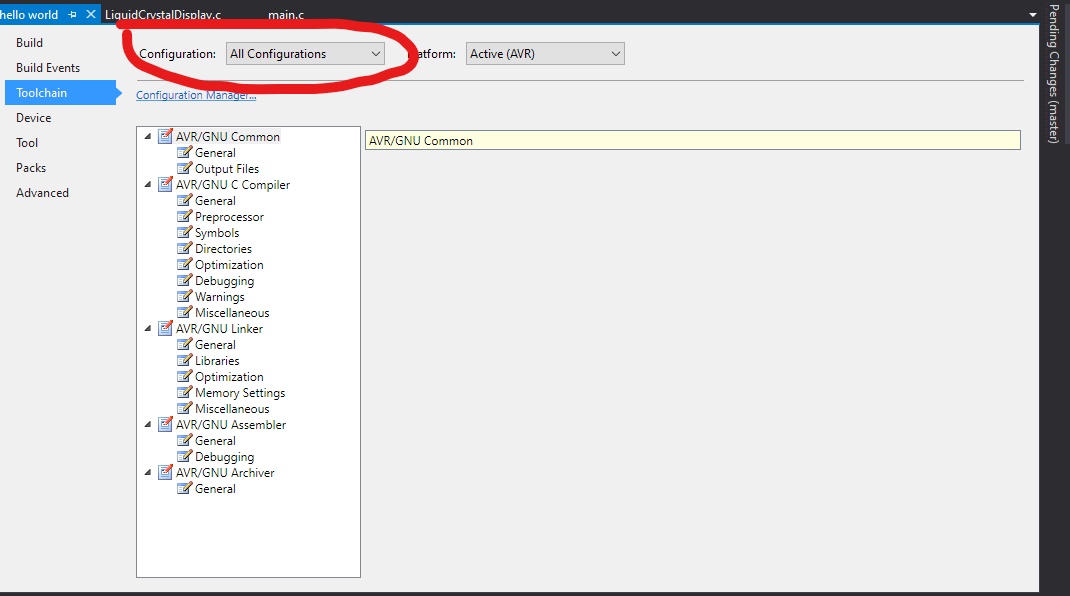 hello world LiquidCrystalDisplay.c main.c
Build
Build Events
Toolchain
Device
Tool
Packs
Advanced
Configuration: All Configurations atform: Active (AVR)
Configuration Manager...
AVR/GNU Common
General
Output Files
AVR/GNU C Compiler
General
Preprocessor
Symbols
Directories
Optimization
Debugging
Warnings
Miscellaneous
AVR/GNU Linker
General
Libraries
Optimization
Memory Settings
Miscellaneous
AVR/GNU Assembler
General
Debugging
AVR/GNU Archiver
General
AVR/GNU Common
Pending Changes (master)